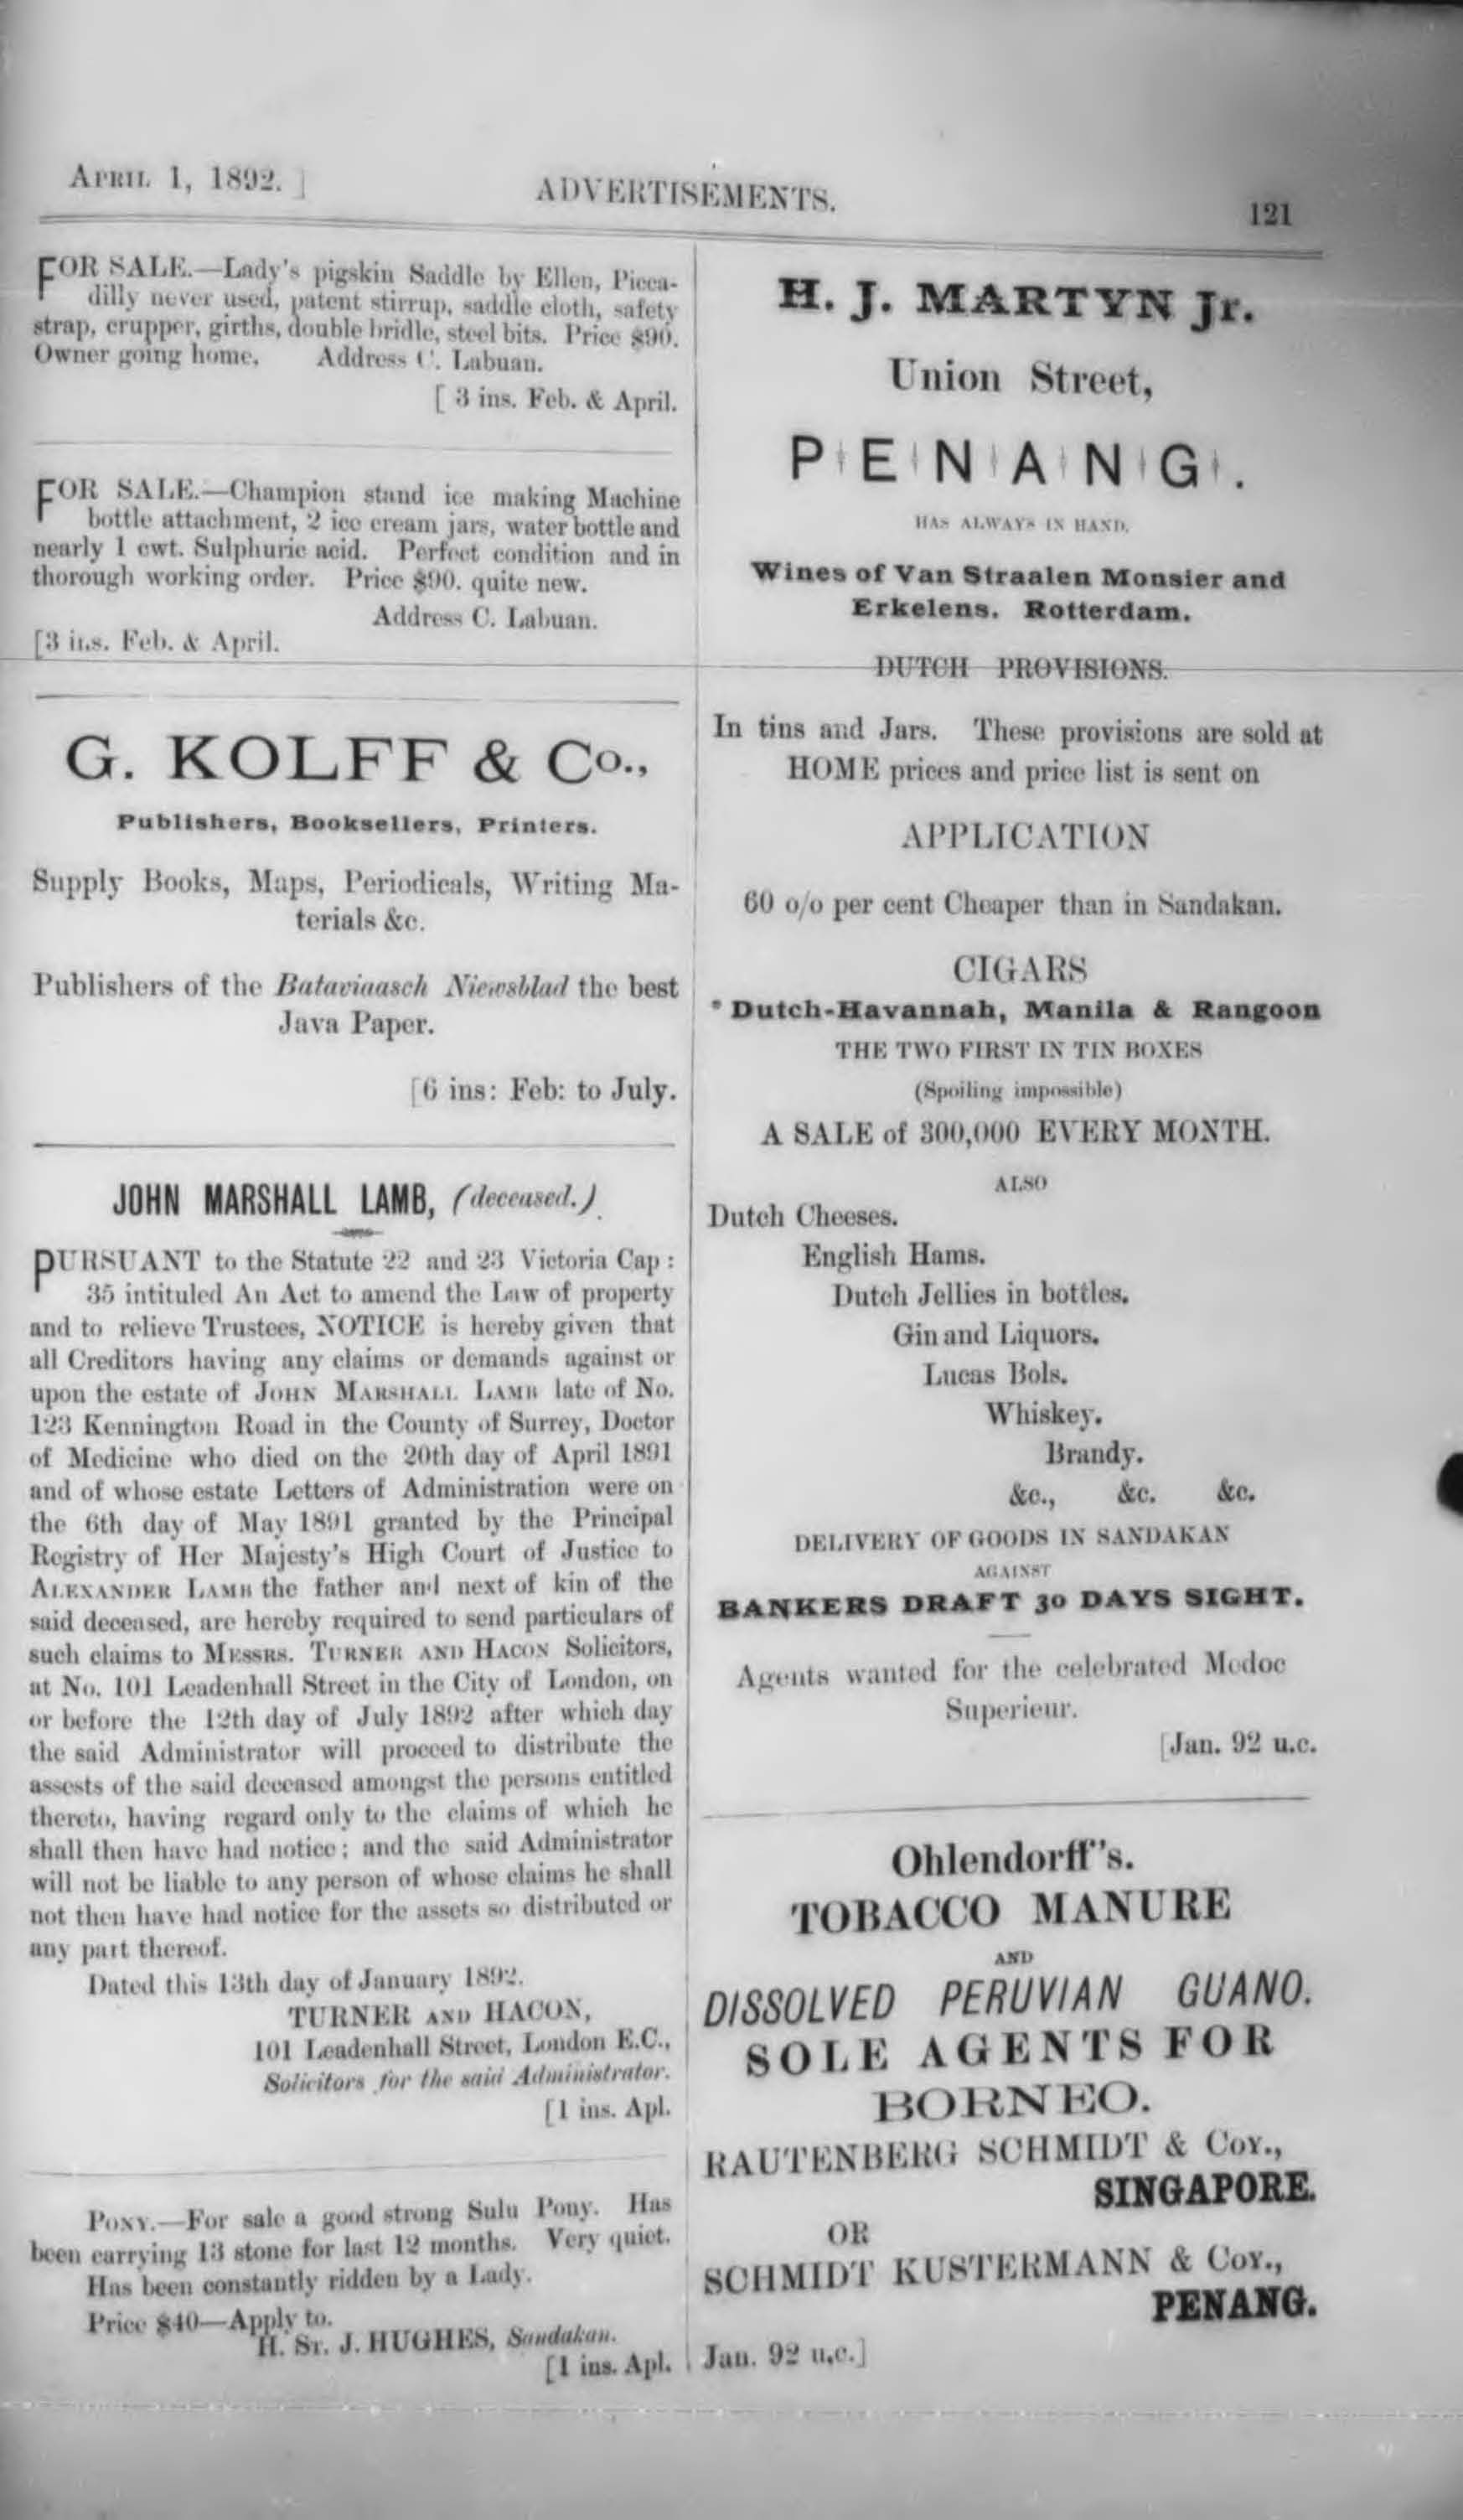 APRIL 1, 1892. ]
ADVERTISEMENTS.
121
FOR SALE.—Lady's pigskin Saddle by Ellen, Picca-
dilly never used, patent stirrup, saddle cloth, safety
strap, crupper, girths, double bridle, steel bits. Price $90.
Owner going home. Address C. Labuan.
[ 3 ins. Feb. & April.
FOR SALE.—Champion stand ice making Machine
bottle attachment, 2 ice cream jars, water bottle and
nearly 1 cwt. Sulphuric acid. Perfect condition and in
thorough working order. Price $90. quite new.
Address C. Labuan.
[3 ins. Feb. & April.
G. KOLFF & Co.,
Publishers, Booksellers, Printers.
Supply Books, Maps, Periodicals, Writing Ma-
terials &c.
Publishers of the Bataviaasch Niewsblad the best
Java Paper.
[6 ins: Feb: to July.
JOHN MARSHALL LAMB, (deceased.)
PURSUANT to the Statute 22 and 23 Victoria Cap :
35 intituled An Act to amend the Law of property
and to relieve Trustees, NOTICE is hereby given that
all Creditors having any claims or demands against or
upon the estate of JOHN MARSHALL LAMB late of No.
123 Kennington Road in the County of Surrey, Doctor
of Medicine who died on the 20th day of April 1891
and of whose estate Letters of Administration were on
the 6th day of May 1891 granted by the Principal
Registry of Her Majesty's High Court of Justice to
ALEXANDER LAMB the father and next of kin of the
said deceased, are hereby required to send particulars of
such claims to MESSRS. TURNER AND HACON Solicitors,
at No. 101 Leadenhall Street in the City of London, on
or before the 12th day of July 1892 after which day
the said Administrator will proceed to distribute the
assests of the said deceased amongst the persons entitled
thereto, having regard only to the claims of which he
shall then have had notice; and the said Administrator
will not be liable to any person of whose claims he shall
not then have had notice for the assets so distributed or
any part thereof.
Dated this 13th day of January 1892.
TURNER AND HACON,
101 Leadenhall Street, London E.C.,
Solicitors for the said Administrator.
[1 ins. Apl.
PONY.—For sale a good strong Sulu Pony. Has
been carrying 13 stone for last 12 months. Very quiet.
Has been constantly ridden by a Lady.
Price $40—Apply to.
H. ST. J. HUGHES, Sandakan.
[1 ins. Apl.
H. J. MARTYN Jr.
Union Street,
PENANG.
HAS ALWAYS IN HAND.
Wines of Van Straalen Monsier and
Erkelens. Rotterdam.
DUTCH PROVISIONS.
In tins and Jars. These provisions are sold at
HOME prices and price list is sent on
APPLICATION
60 o/o per cent Cheaper than in Sandakan.
CIGARS
* Dutch-Havannah, Manila & Rangoon
THE TWO FIRST IN TIN BOXES
(Spoiling impossible)
A SALE of 300,000 EVERY MONTH.
ALSO
Dutch Cheeses.
English Hams.
Dutch Jellies in bottles.
Gin and Liquors.
Lucas Bols.
Whiskey.
Brandy.
&c., &c. &c.
DELIVERY OF GOODS IN SANDAKAN
AGAINST
BANKERS DRAFT 30 DAYS SIGHT.
Agents wanted for the celebrated Medoc
Superieur.
[Jan. 92 u.c.
Ohlendorff's.
TOBACCO MANURE
AND
DISSOLVED PERUVIAN GUANO.
SOLE AGENTS FOR
BORNEO.
RAUTENBERG SCHMIDT & COY.,
SINGAPORE.
OR
SCHMIDT KUSTERMANN & COY.,
PENANG.
Jan. 92 u.c.]